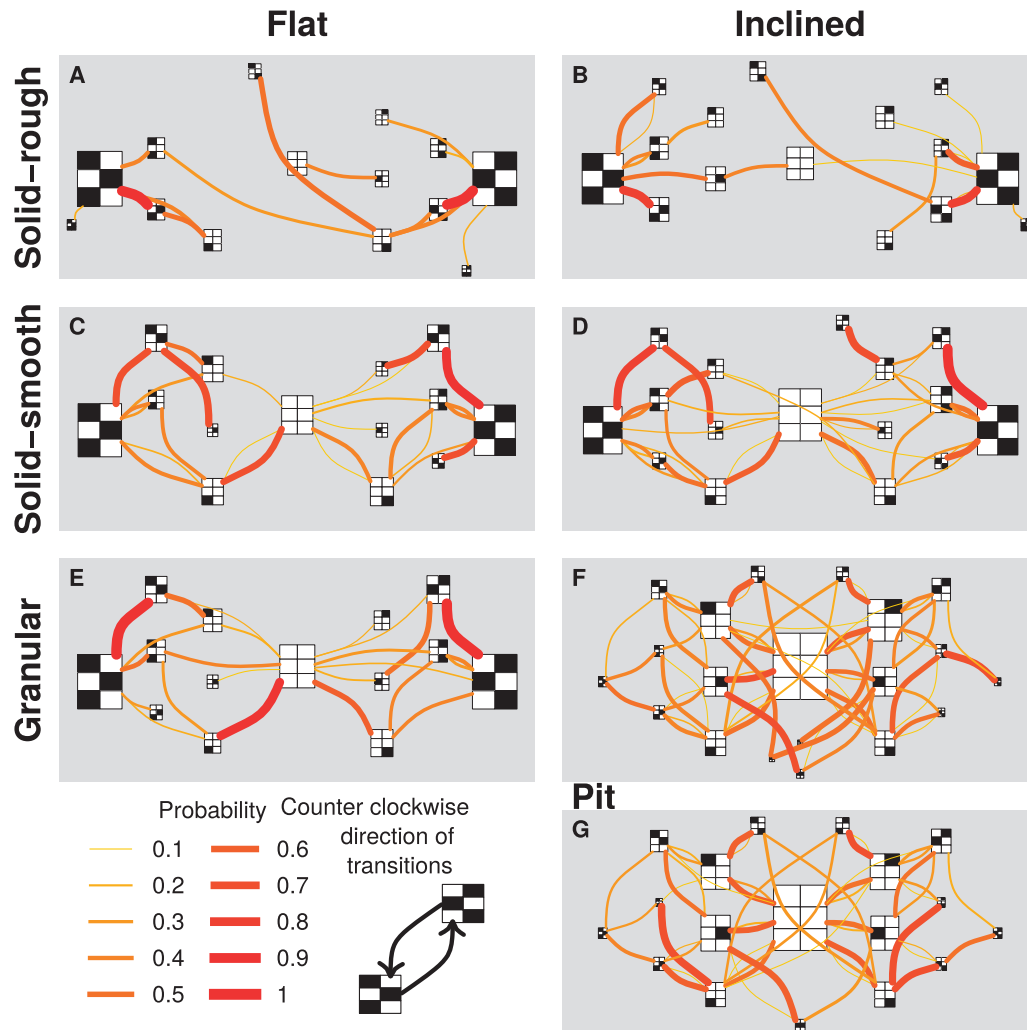 Flat
Inclined
Solid–rough
A
B
Solid–smooth
C
D
Granular
E
F
Pit
G
Probability
0.1
0.6
0.2
0.7
0.3
0.8
0.4
0.9
0.5
1
Counter clockwise
direction of
transitions